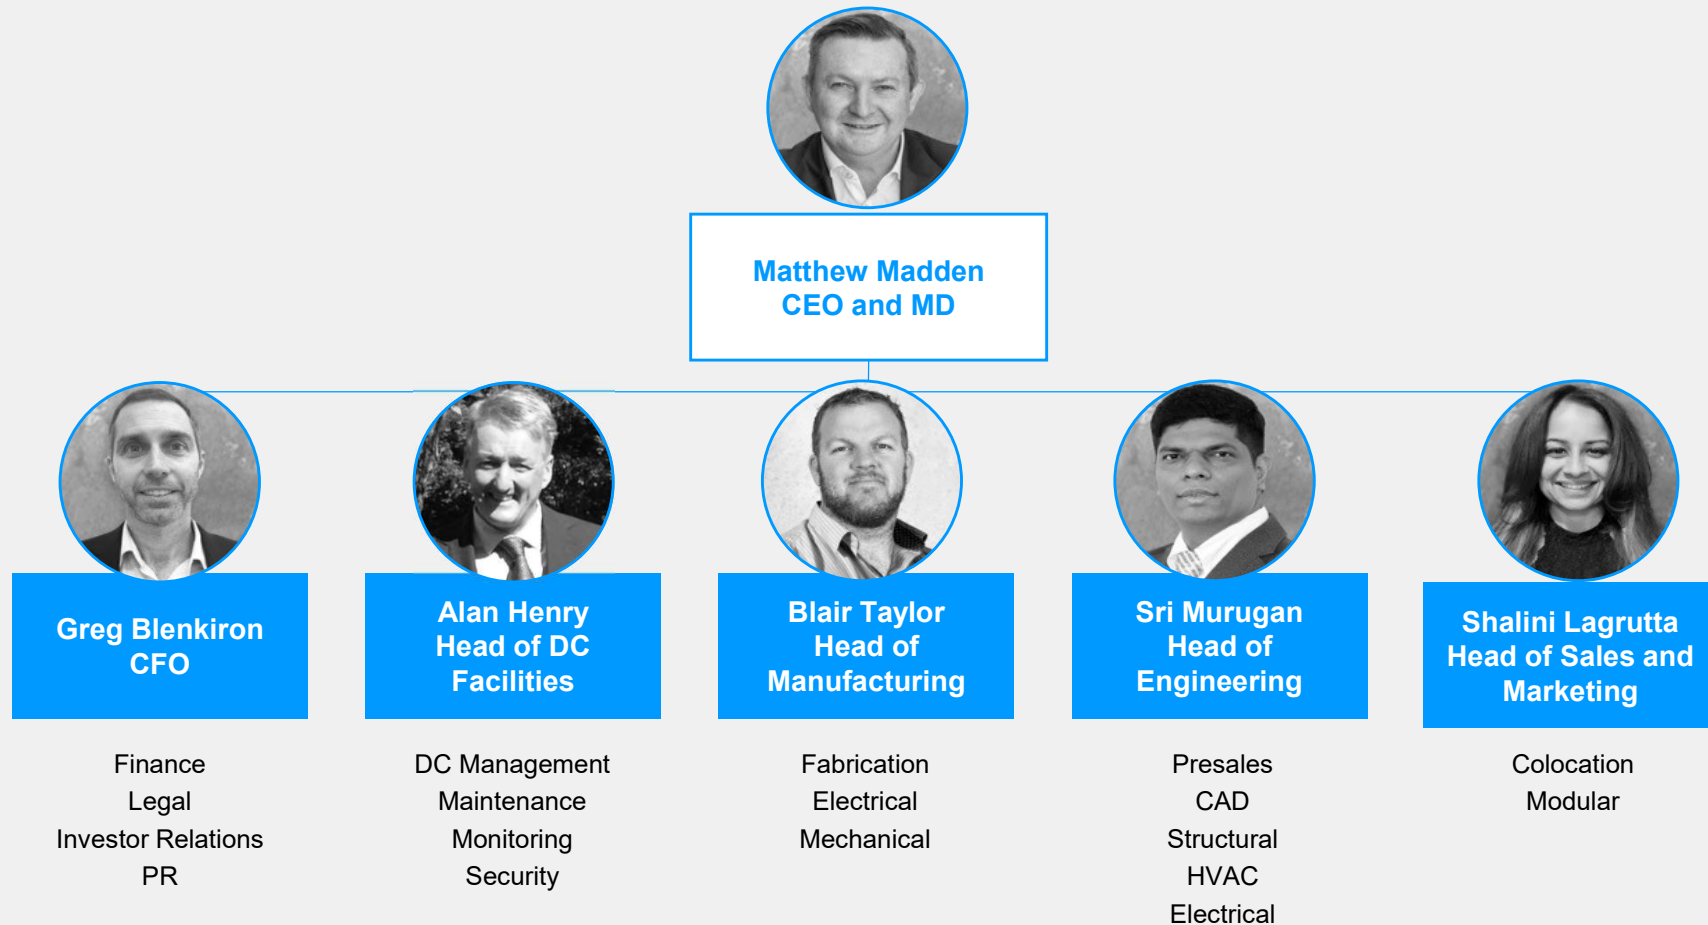 Matthew Madden
CEO and MD
Greg Blenkiron
CFO
Alan Henry
Head of DC
Facilities
Blair Taylor
Head of
Manufacturing
Sri Murugan
Head of
Engineering
Shalini Lagrutta
Head of Sales and
Marketing
Finance
Legal
Investor Relations
PR
DC Management
Maintenance
Monitoring
Security
Fabrication
Electrical
Mechanical
Presales
CAD
Structural
HVAC
Electrical
Colocation
Modular